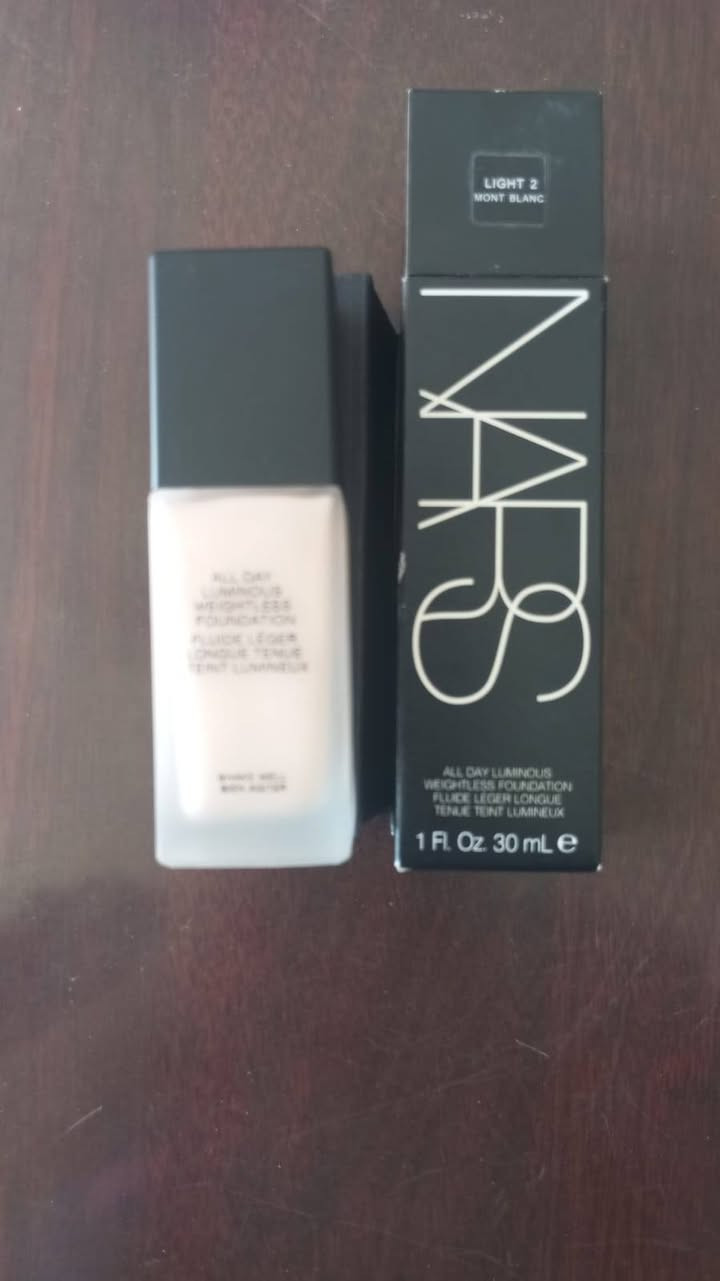 ALL DAY
LUMINOUS
WEIGHTLESS
FOUNDATION
FLUIDE LÉGER
LONGUE TENUE
TEINT LUMINEUX
SHAKE WELL
BIEN AGITER
LIGHT 2
MONT BLANC
NARS
ALL DAY LUMINOUS
WEIGHTLESS FOUNDATION
FLUIDE LÉGER LONGUE
TENUE TEINT LUMINEUX
1 Fl. Oz. 30 mL e